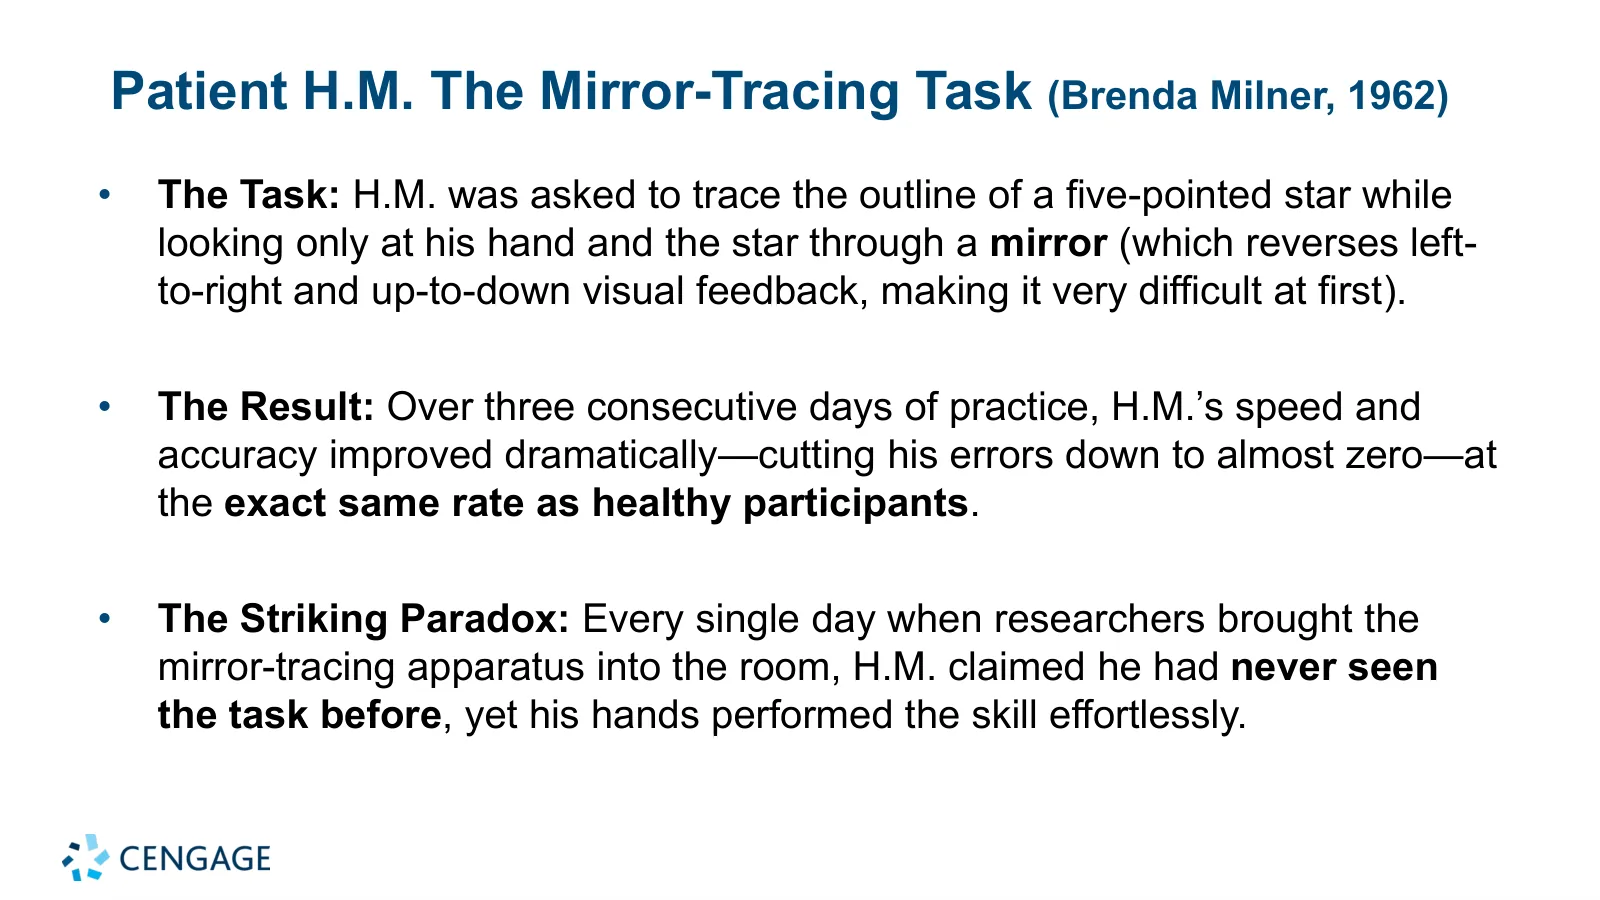 Patient H.M. The Mirror-Tracing Task (Brenda Milner, 1962)
• The Task: H.M. was asked to trace the outline of a five-pointed star while
looking only at his hand and the star through a mirror (which reverses left-
to-right and up-to-down visual feedback, making it very difficult at first).
• The Result: Over three consecutive days of practice, H.M.’s speed and
accuracy improved dramatically—cutting his errors down to almost zero—at
the exact same rate as healthy participants.
• The Striking Paradox: Every single day when researchers brought the
mirror-tracing apparatus into the room, H.M. claimed he had never seen
the task before, yet his hands performed the skill effortlessly.
CENGAGE